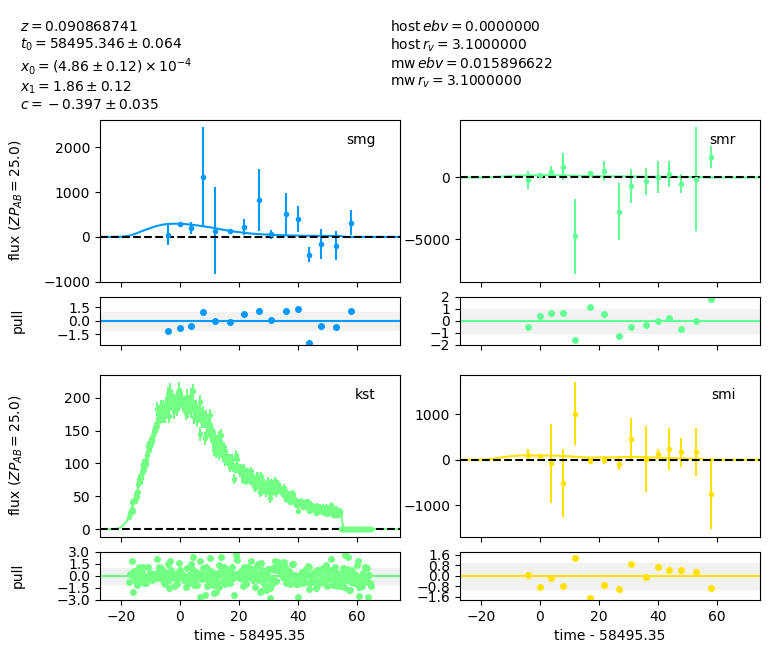 z = 0.090868741
t₀ = 58495.346 ± 0.064
x₀ = (4.86 ± 0.12) × 10⁻⁴
x₁ = 1.86 ± 0.12
c = −0.397 ± 0.035
host ebv = 0.0000000
host r_v = 3.1000000
mw ebv = 0.015896622
mw r_v = 3.1000000
flux (ZP_AB = 25.0)
2000
1000
0
−1000
smg
0
−5000
smr
pull
1.5
0.0
−1.5
2
1
0
−1
−2
flux (ZP_AB = 25.0)
200
150
100
50
0
kst
1000
0
−1000
smi
pull
3.0
1.5
0.0
−1.5
−3.0
1.6
0.8
0.0
−0.8
−1.6
−20
0
20
40
60
−20
0
20
40
60
time - 58495.35
time - 58495.35